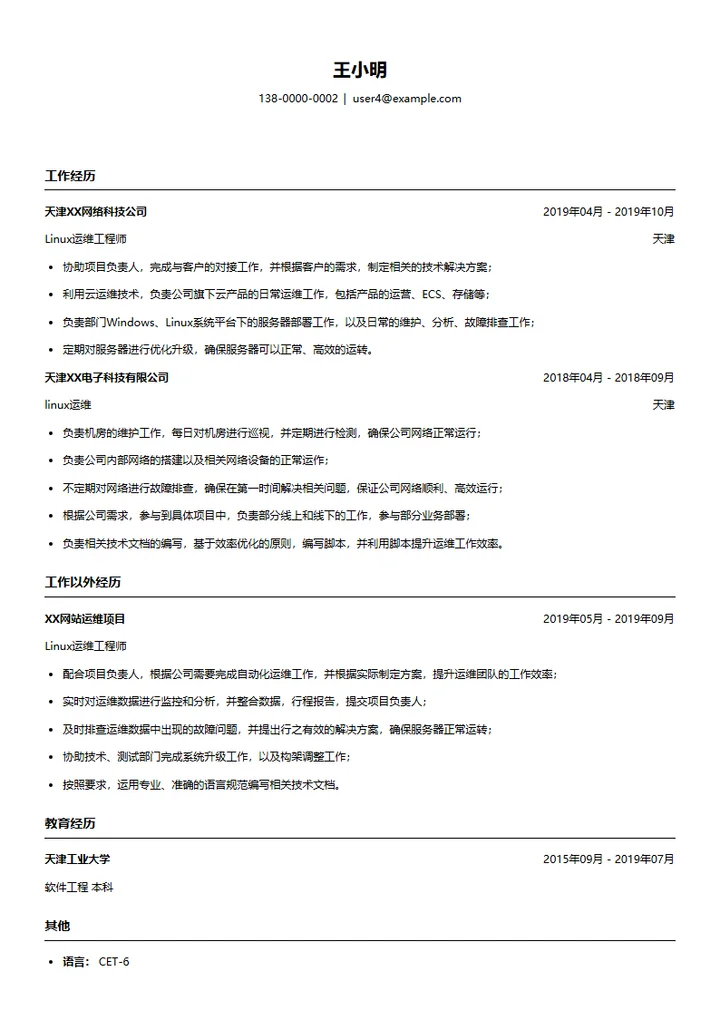 王小明
138-0000-0002 | user4@example.com
工作经历
天津XX网络科技公司 2019年04月 - 2019年10月
Linux运维工程师 天津
• 协助项目负责人，完成与客户的对接工作，并根据客户的需求，制定相关的技术解决方案；
• 利用云运维技术，负责公司旗下云产品的日常运维工作，包括产品的运营、ECS、存储等；
• 负责部门Windows、Linux系统平台下的服务器部署工作，以及日常的维护、分析、故障排查工作；
• 定期对服务器进行优化升级，确保服务器可以正常、高效的运转。
天津XX电子科技有限公司 2018年04月 - 2018年09月
linux运维 天津
• 负责机房的维护工作，每日对机房进行巡视，并定期进行检测，确保公司网络正常运行；
• 负责公司内部网络的搭建以及相关网络设备的正常运作；
• 不定期对网络进行故障排查，确保在第一时间解决相关问题，保证公司网络顺利、高效运行；
• 根据公司需求，参与到具体项目中，负责部分线上和线下的工作，参与部分业务部署；
• 负责相关技术文档的编写，基于效率优化的原则，编写脚本，并利用脚本提升运维工作效率。
工作以外经历
XX网站运维项目 2019年05月 - 2019年09月
Linux运维工程师
• 配合项目负责人，根据公司需要完成自动化运维工作，并根据实际制定方案，提升运维团队的工作效率；
• 实时对运维数据进行监控和分析，并整合数据，行程报告，提交项目负责人；
• 及时排查运维数据中出现的故障问题，并提出行之有效的解决方案，确保服务器正常运转；
• 协助技术、测试部门完成系统升级工作，以及构架调整工作；
• 按照要求，运用专业、准确的语言规范编写相关技术文档。
教育经历
天津工业大学 2015年09月 - 2019年07月
软件工程 本科
其他
• 语言： CET-6